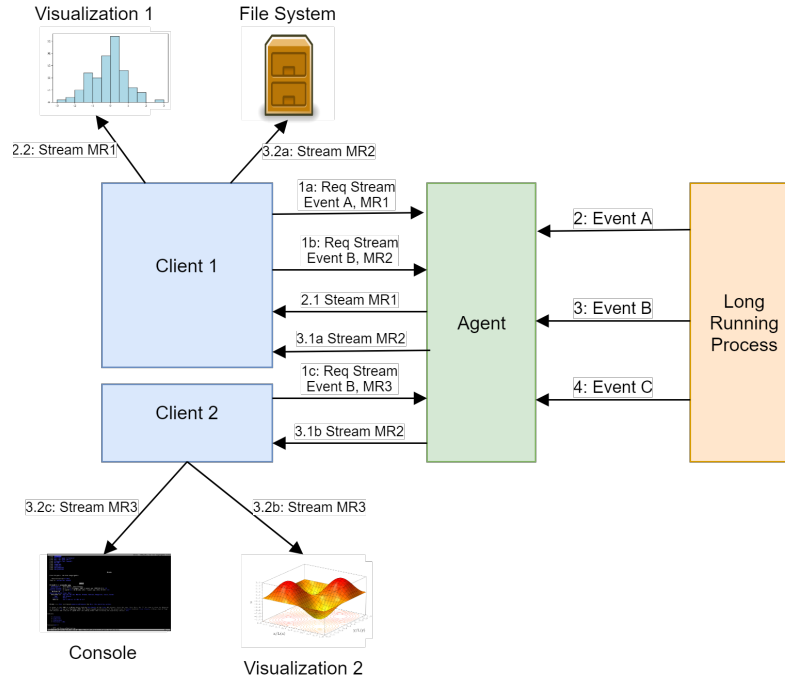 Visualization 1
File System
2.2: Stream MR1
3.2a: Stream MR2
1a: Req Stream
Event A, MR1
1b: Req Stream
Event B, MR2
2.1 Steam MR1
3.1a Stream MR2
1c: Req Stream
Event B, MR3
3.1b Stream MR2
Client 1
Client 2
Agent
2: Event A
3: Event B
4: Event C
Long
Running
Process
3.2c: Stream MR3
3.2b: Stream MR3
Console
Visualization 2